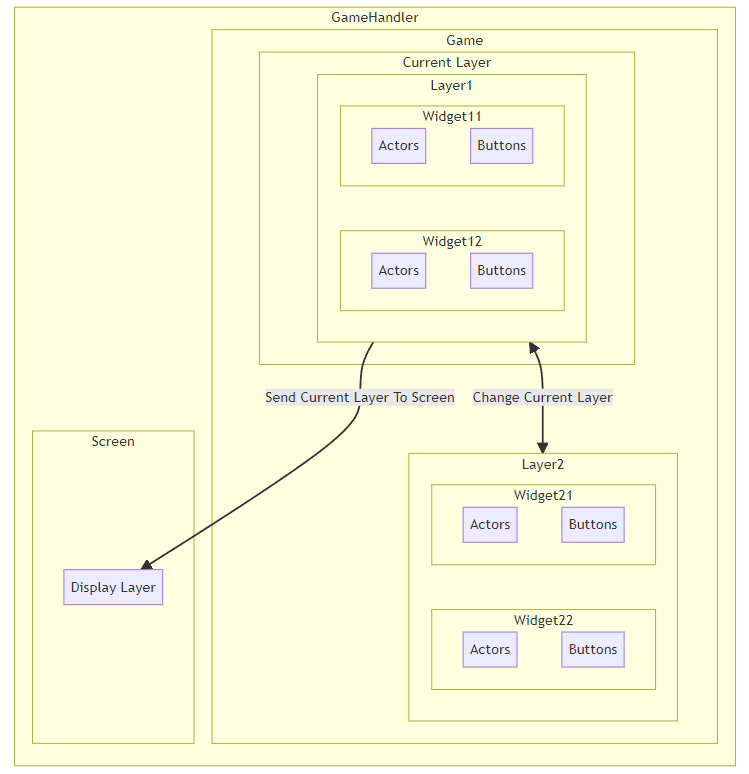 GameHandler
Game
Current Layer
Layer1
Widget11
Actors
Buttons
Widget12
Actors
Buttons
Send Current Layer To Screen
Change Current Layer
Screen
Display Layer
Layer2
Widget21
Actors
Buttons
Widget22
Actors
Buttons